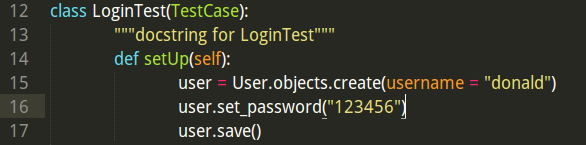 12 class LoginTest(TestCase):
13 """docstring for LoginTest"""
14 def setUp(self):
15 user = User.objects.create(username = "donald")
16 user.set_password("123456")
17 user.save()